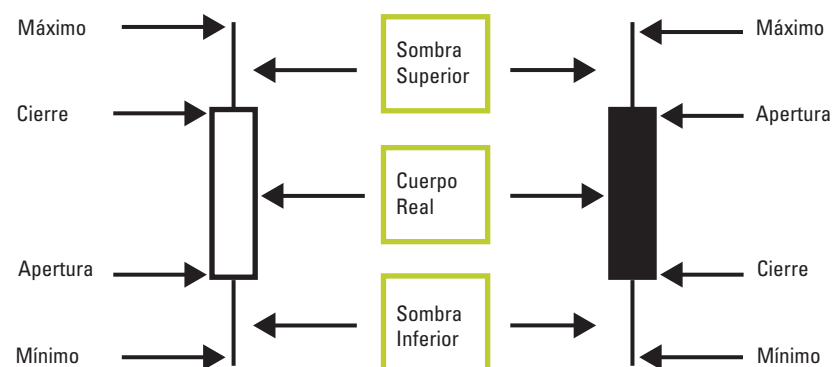 Máximo
Sombra
Superior
Máximo
Cierre
Apertura
Cuerpo
Real
Apertura
Cierre
Sombra
Inferior
Mínimo
Mínimo